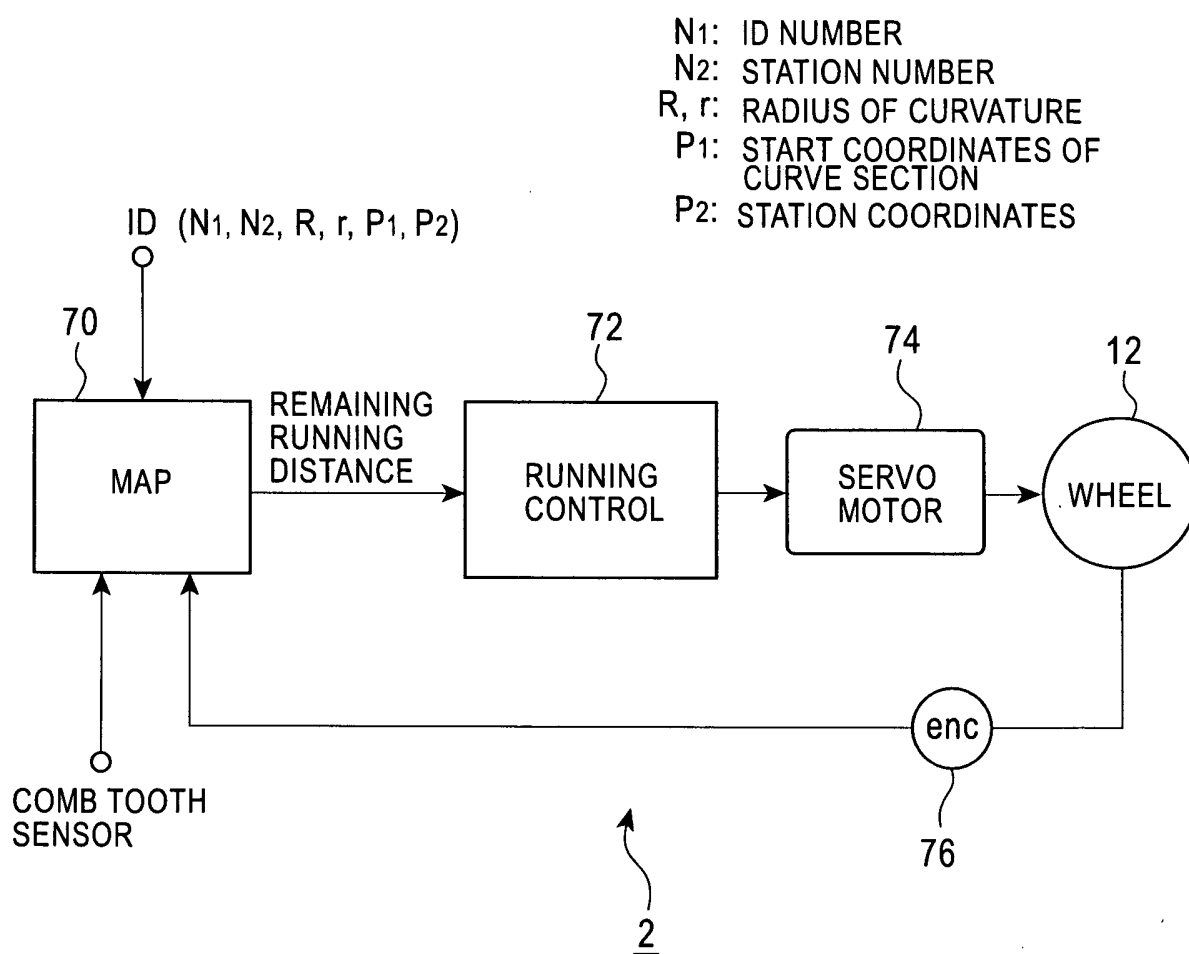 N1: ID NUMBER
N2: STATION NUMBER
R, r: RADIUS OF CURVATURE
P1: START COORDINATES OF
CURVE SECTION
P2: STATION COORDINATES
ID (N1, N2, R, r, P1, P2)
70
72
74
12
REMAINING
RUNNING
DISTANCE
MAP
RUNNING
CONTROL
SERVO
MOTOR
WHEEL
enc
COMB TOOTH
SENSOR
76
2